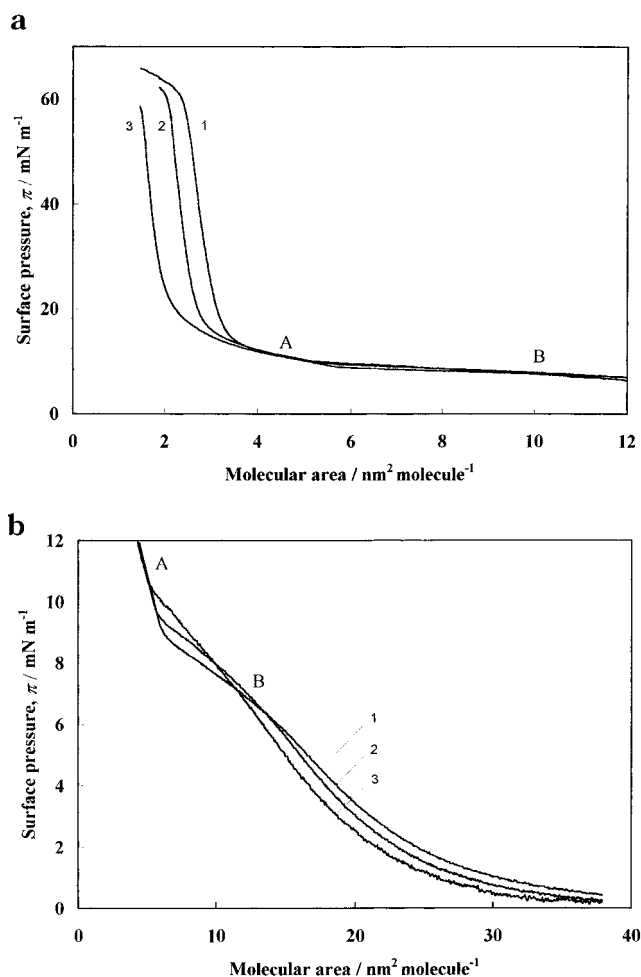 a
60
40
20
0
Surface pressure, π / mN m⁻¹
3
2
1
A
B
0 2 4 6 8 10 12
Molecular area / nm² molecule⁻¹
b
12
10
8
6
4
2
0
Surface pressure, π / mN m⁻¹
A
B
1
2
3
0 10 20 30 40
Molecular area / nm² molecule⁻¹